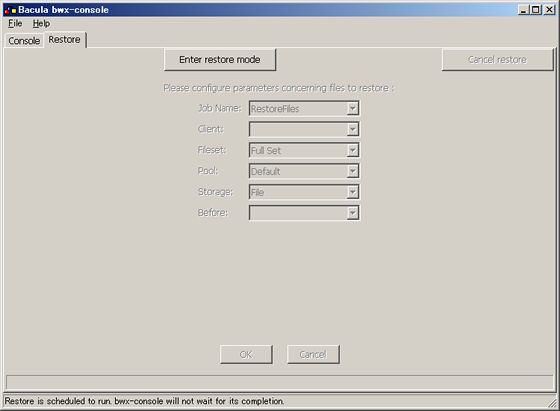 Bacula bwx-console
File Help
Console Restore
Enter restore mode Cancel restore
Please configure parameters concerning files to restore :
Job Name: RestoreFiles
Client:
Fileset: Full Set
Pool: Default
Storage: File
Before:
OK Cancel
Restore is scheduled to run. bwx-console will not wait for its completion.